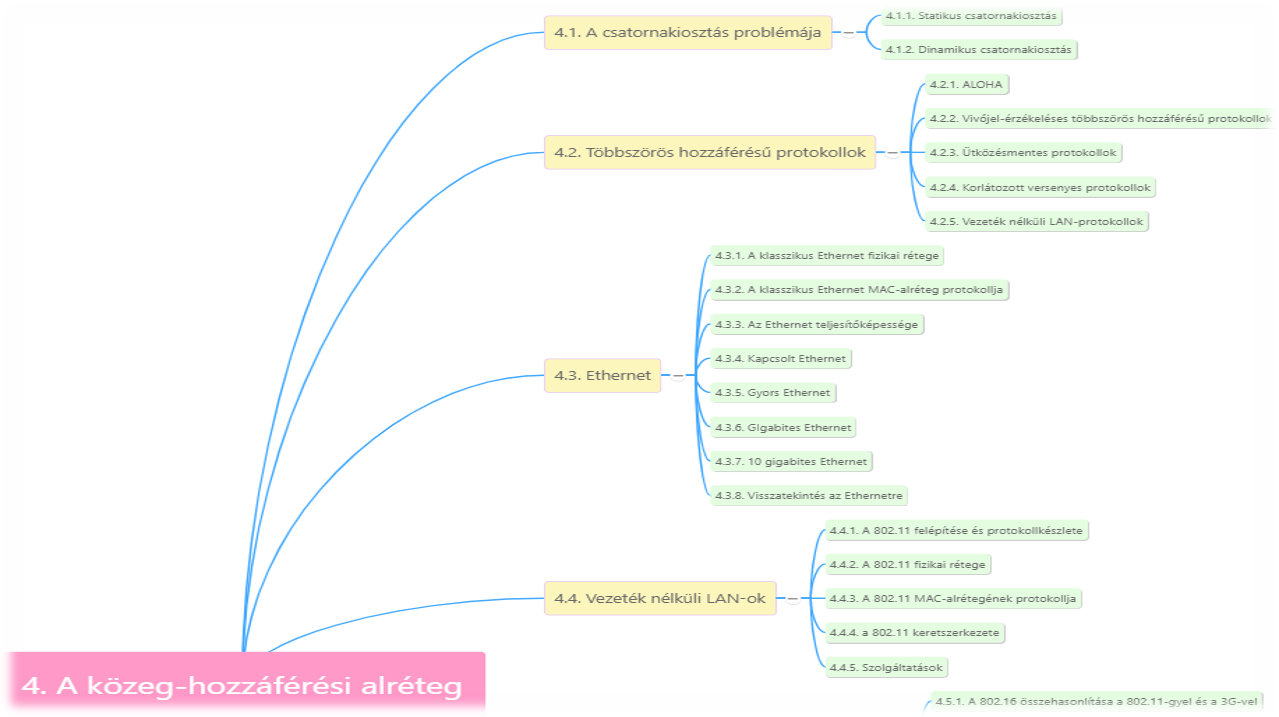 4.1. A csatornakiosztás problémája
4.1.1. Statikus csatornakiosztás
4.1.2. Dinamikus csatornakiosztás
4.2. Többszörös hozzáférésű protokollok
4.2.1. ALOHA
4.2.2. Vivőjel-érzékeléses többszörös hozzáférésű protokollok
4.2.3. Ütközésmentes protokollok
4.2.4. Korlátozott versenyes protokollok
4.2.5. Vezeték nélküli LAN-protokollok
4.3. Ethernet
4.3.1. A klasszikus Ethernet fizikai rétege
4.3.2. A klasszikus Ethernet MAC-alréteg protokollja
4.3.3. Az Ethernet teljesítőképessége
4.3.4. Kapcsolt Ethernet
4.3.5. Gyors Ethernet
4.3.6. GIgabites Ethernet
4.3.7. 10 gigabites Ethernet
4.3.8. Visszatekintés az Ethernetre
4.4. Vezeték nélküli LAN-ok
4.4.1. A 802.11 felépítése és protokollkészlete
4.4.2. A 802.11 fizikai rétege
4.4.3. A 802.11 MAC-alrétegének protokollja
4.4.4. a 802.11 keretszerkezete
4.4.5. Szolgáltatások
4. A közeg-hozzáférési alréteg
4.5.1. A 802.16 összehasonlítása a 802.11-gyel és a 3G-vel